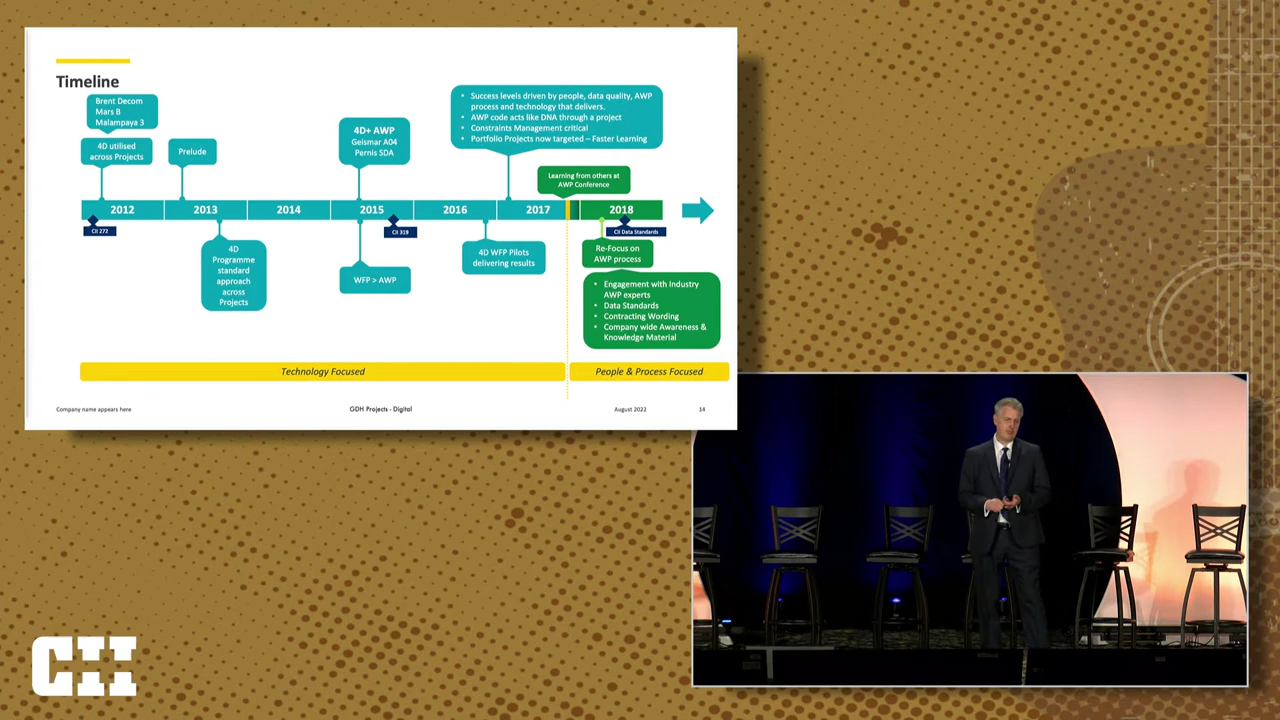 Timeline
Brent Decom
Mars B
Malampaya 3
4D utilised
across Projects
Prelude
4D+ AWP
Geismar A04
Pernis SDA
• Success levels driven by people, data quality, AWP
process and technology that delivers.
• AWP code acts like DNA through a project
• Constraints Management critical
• Portfolio Projects now targeted – Faster Learning
Learning from others at
AWP Conference
2012 2013 2014 2015 2016 2017 2018
CII 272
CII 319
CII Data Standards
4D
Programme
standard
approach
across
Projects
WFP > AWP
4D WFP Pilots
delivering results
Re-Focus on
AWP process
• Engagement with Industry
AWP experts
• Data Standards
• Contracting Wording
• Company wide Awareness &
Knowledge Material
Technology Focused
People & Process Focused
Company name appears here
GDH Projects - Digital
August 2022
14
CII